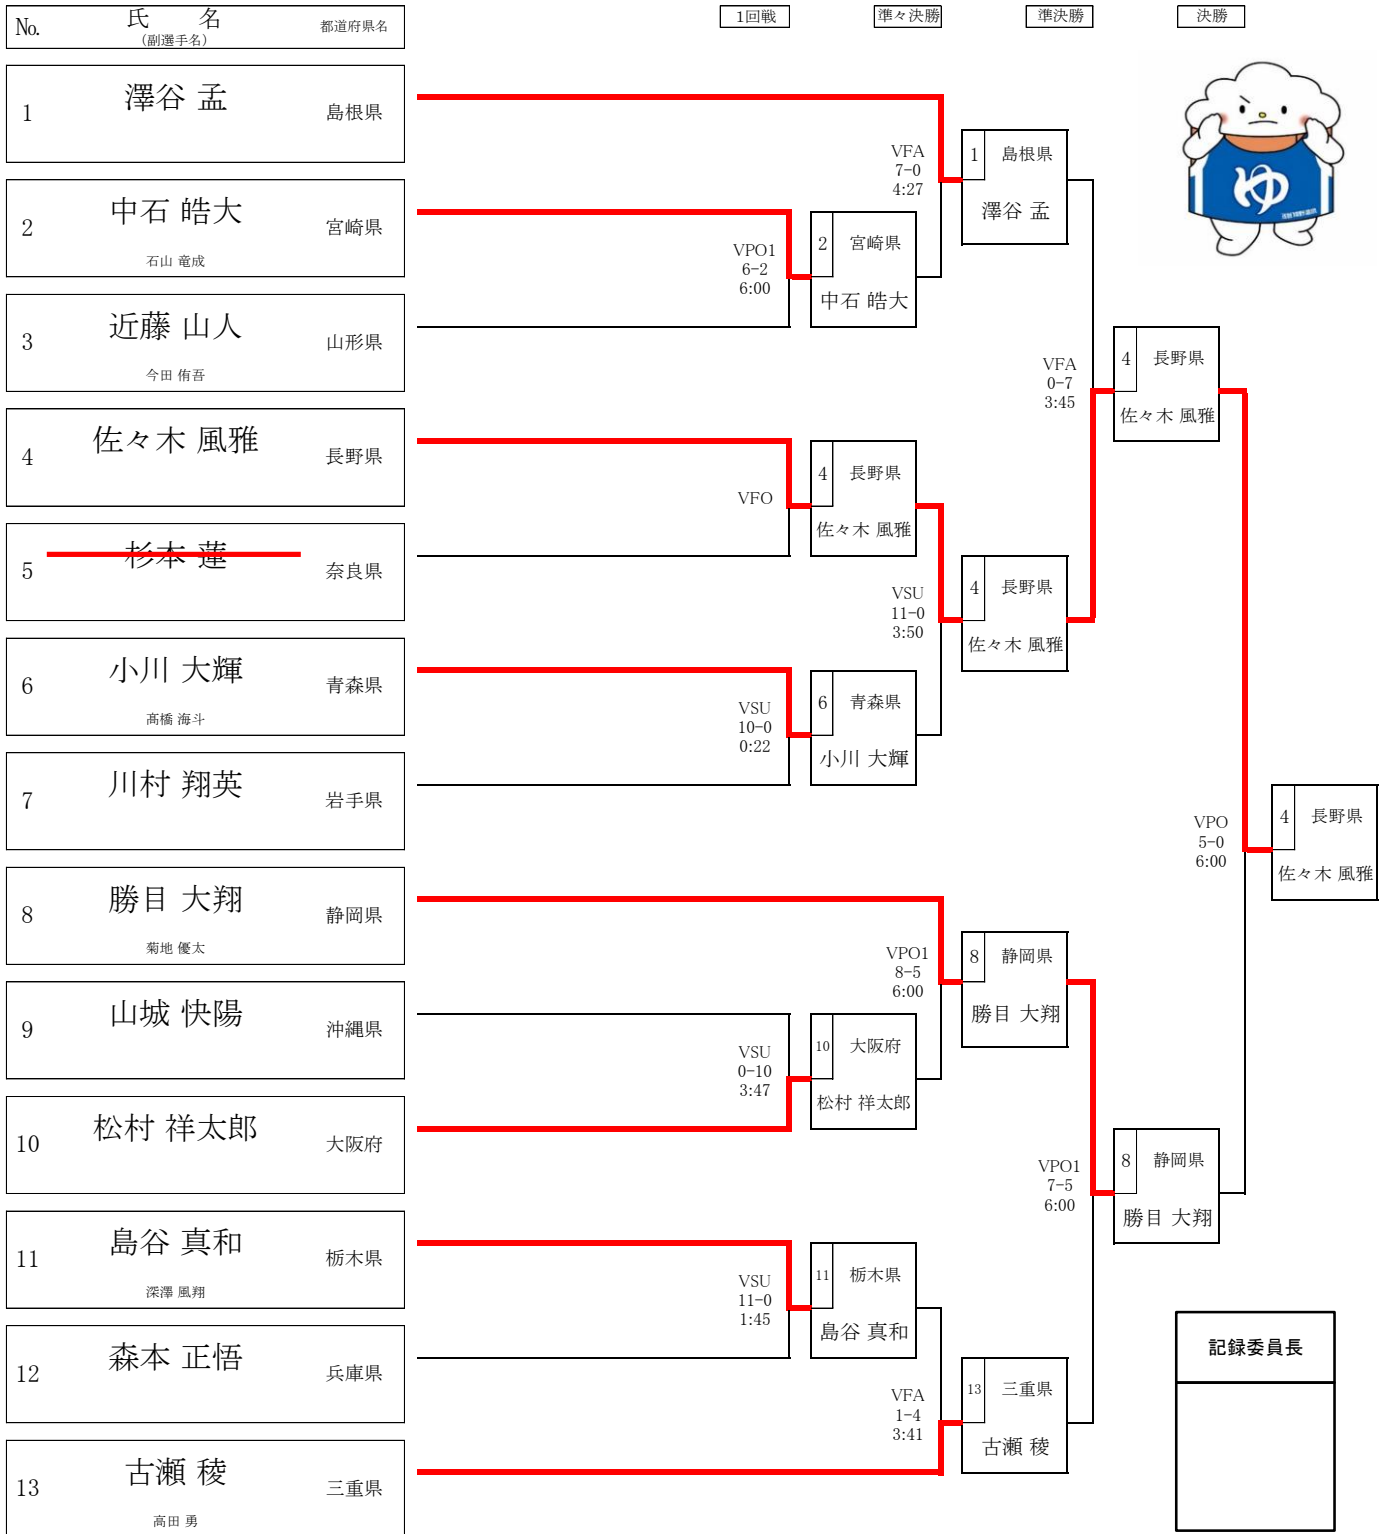 No. 氏 名 都道府県名 1回戦 準々決勝 準決勝 決勝
(副選手名)
1 澤谷 孟 島根県
2 中石 皓大 宮崎県
石山 竜成
3 近藤 山人 山形県
今田 侑吾
4 佐々木 風雅 長野県
5 杉本 蓮 奈良県
6 小川 大輝 青森県
髙橋 海斗
7 川村 翔英 岩手県
8 勝目 大翔 静岡県
菊地 優太
9 山城 快陽 沖縄県
10 松村 祥太郎 大阪府
11 島谷 真和 栃木県
深澤 風翔
12 森本 正悟 兵庫県
13 古瀬 稜 三重県
高田 勇
VPO1
6-2
6:00
VFO
VSU
10-0
0:22
VSU
0-10
3:47
VSU
11-0
1:45
2 宮崎県
中石 皓大
4 長野県
佐々木 風雅
6 青森県
小川 大輝
10 大阪府
松村 祥太郎
11 栃木県
島谷 真和
VFA
7-0
4:27
VSU
11-0
3:50
VPO1
8-5
6:00
VFA
1-4
3:41
1 島根県
澤谷 孟
4 長野県
佐々木 風雅
8 静岡県
勝目 大翔
13 三重県
古瀬 稜
VFA
0-7
3:45
VPO1
7-5
6:00
4 長野県
佐々木 風雅
8 静岡県
勝目 大翔
VPO
5-0
6:00
4 長野県
佐々木 風雅
ゆ
記録委員長